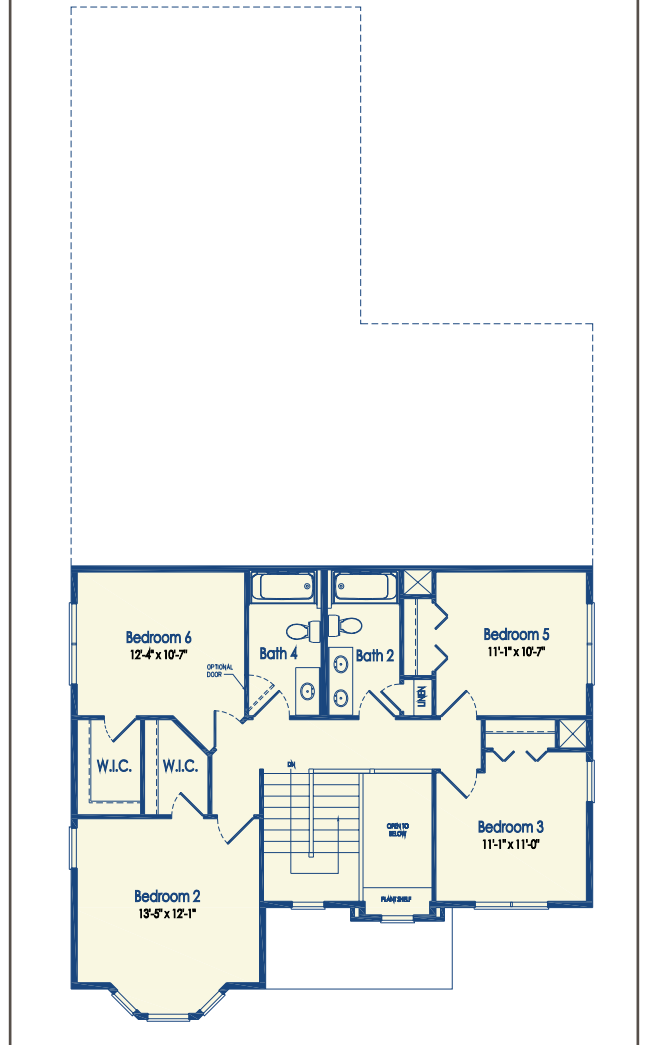 Bedroom 6
12'-4" x 10'-7"
OPTIONAL
DOOR
Bath 4
Bath 2
Bedroom 5
11'-1" x 10'-7"
LINEN
W.I.C.
W.I.C.
DN.
OPEN TO
BELOW
Bedroom 3
11'-1" x 11'-0"
Bedroom 2
13'-5" x 12'-1"
PLANT SHELF